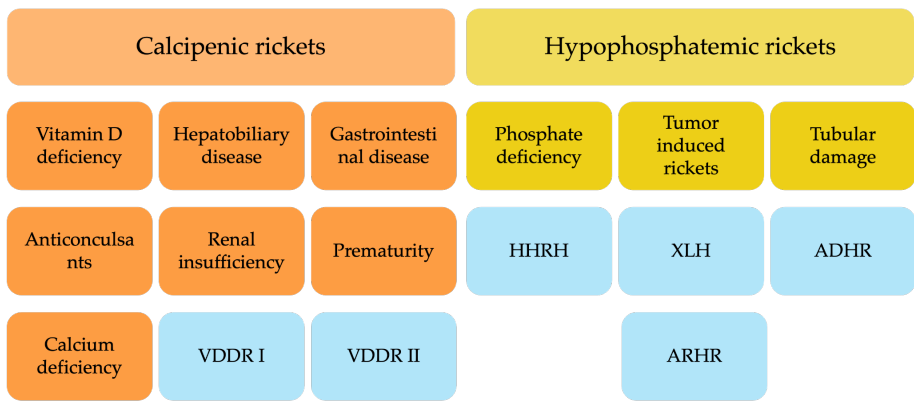 Calcipenic rickets
Hypophosphatemic rickets
Vitamin D
deficiency
Hepatobiliary
disease
Gastrointesti
nal disease
Phosphate
deficiency
Tumor
induced
rickets
Tubular
damage
Anticonculsa
nts
Renal
insufficiency
Prematurity
HHRH
XLH
ADHR
Calcium
deficiency
VDDR I
VDDR II
ARHR